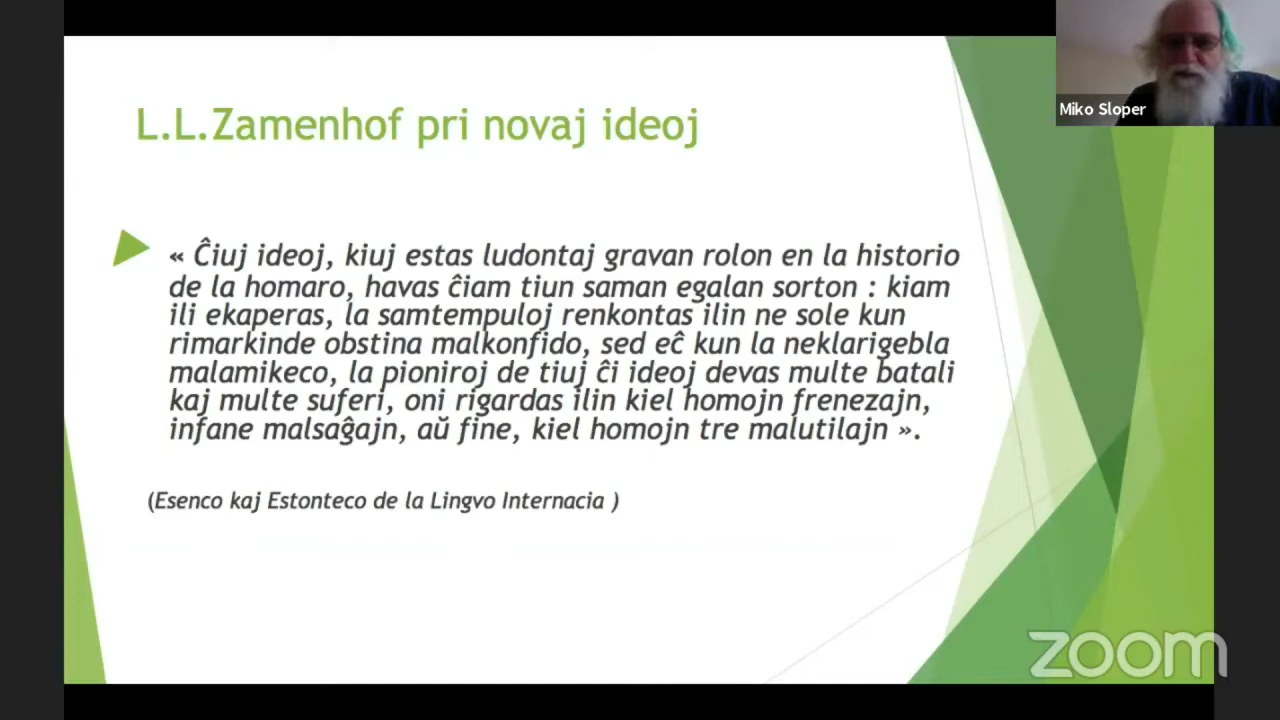 L.L.Zamenhof pri novaj ideoj
« Ĉiuj ideoj, kiuj estas ludontaj gravan rolon en la historio
de la homaro, havas ĉiam tiun saman egalan sorton : kiam
ili ekaperas, la samtempuloj renkontas ilin ne sole kun
rimarkinde obstina malkonfido, sed eĉ kun la neklarigebla
malamikeco, la pioniroj de tiuj ĉi ideoj devas multe batali
kaj multe suferi, oni rigardas ilin kiel homojn frenezajn,
infane malsaĝajn, aŭ fine, kiel homojn tre malutilajn ».
(Esenco kaj Estonteco de la Lingvo Internacia )
Miko Sloper
zoom